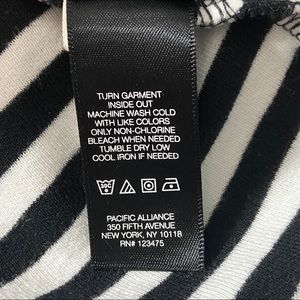 TURN GARMENT
INSIDE OUT
MACHINE WASH COLD
WITH LIKE COLORS
ONLY NON-CHLORINE
BLEACH WHEN NEEDED
TUMBLE DRY LOW
COOL IRON IF NEEDED
30C
PACIFIC ALLIANCE
350 FIFTH AVENUE
NEW YORK, NY 10118
RN# 123475